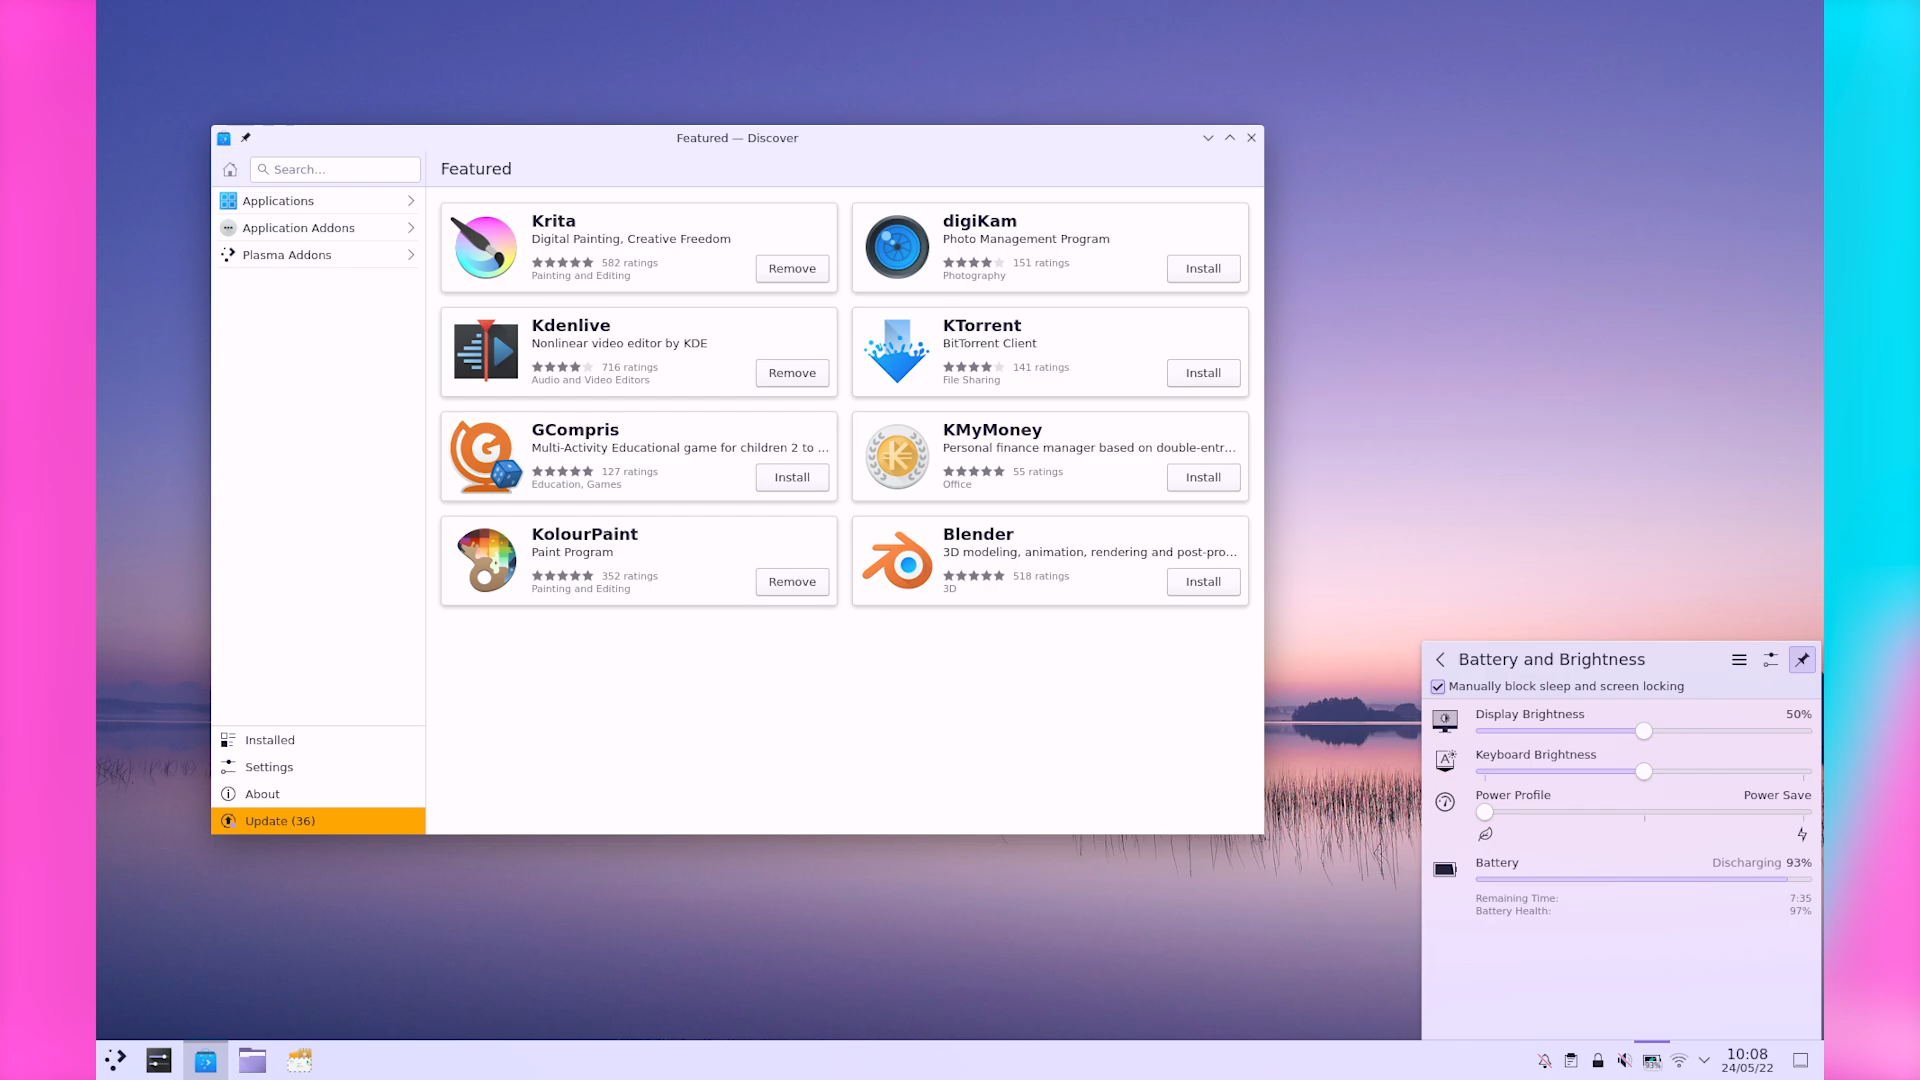 Featured — Discover
Search...
Featured
Applications
Application Addons
Plasma Addons
Krita
Digital Painting, Creative Freedom
582 ratings
Painting and Editing
Remove
digiKam
Photo Management Program
151 ratings
Photography
Install
Kdenlive
Nonlinear video editor by KDE
716 ratings
Audio and Video Editors
Remove
KTorrent
BitTorrent Client
141 ratings
File Sharing
Install
GCompris
Multi-Activity Educational game for children 2 to ...
127 ratings
Education, Games
Install
KMyMoney
Personal finance manager based on double-entr...
55 ratings
Office
Install
KolourPaint
Paint Program
352 ratings
Painting and Editing
Remove
Blender
3D modeling, animation, rendering and post-pro...
518 ratings
3D
Install
Installed
Settings
About
Update (36)
Battery and Brightness
Manually block sleep and screen locking
Display Brightness 50%
Keyboard Brightness
Power Profile Power Save
Battery Discharging 93%
Remaining Time: 7:35
Battery Health: 97%
93%
10:08
24/05/22